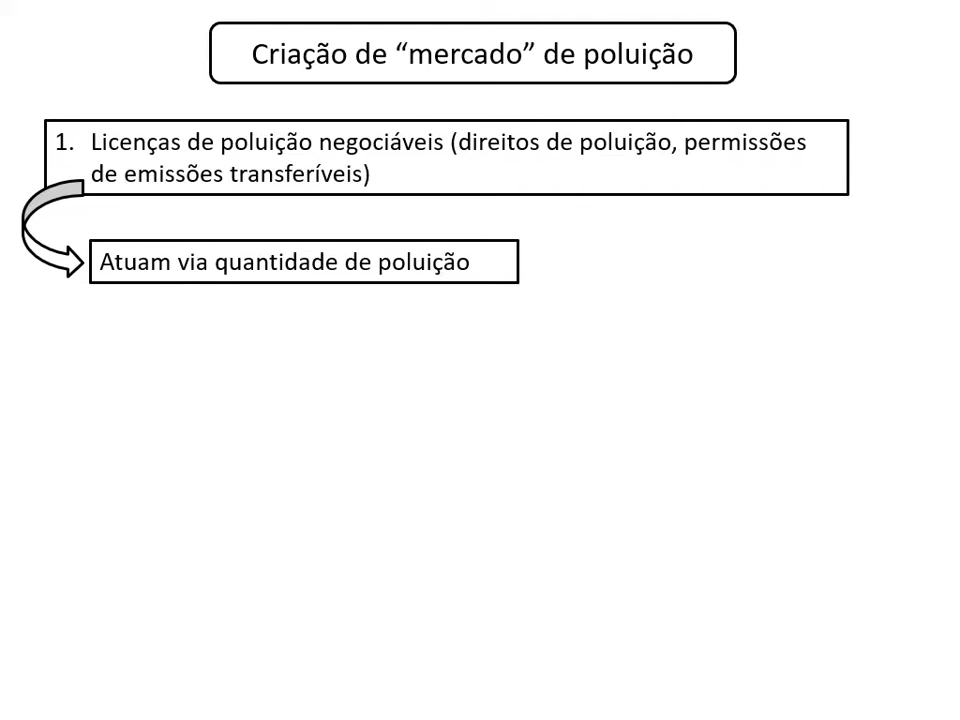 Criação de “mercado” de poluição
1. Licenças de poluição negociáveis (direitos de poluição, permissões
de emissões transferíveis)
Atuam via quantidade de poluição